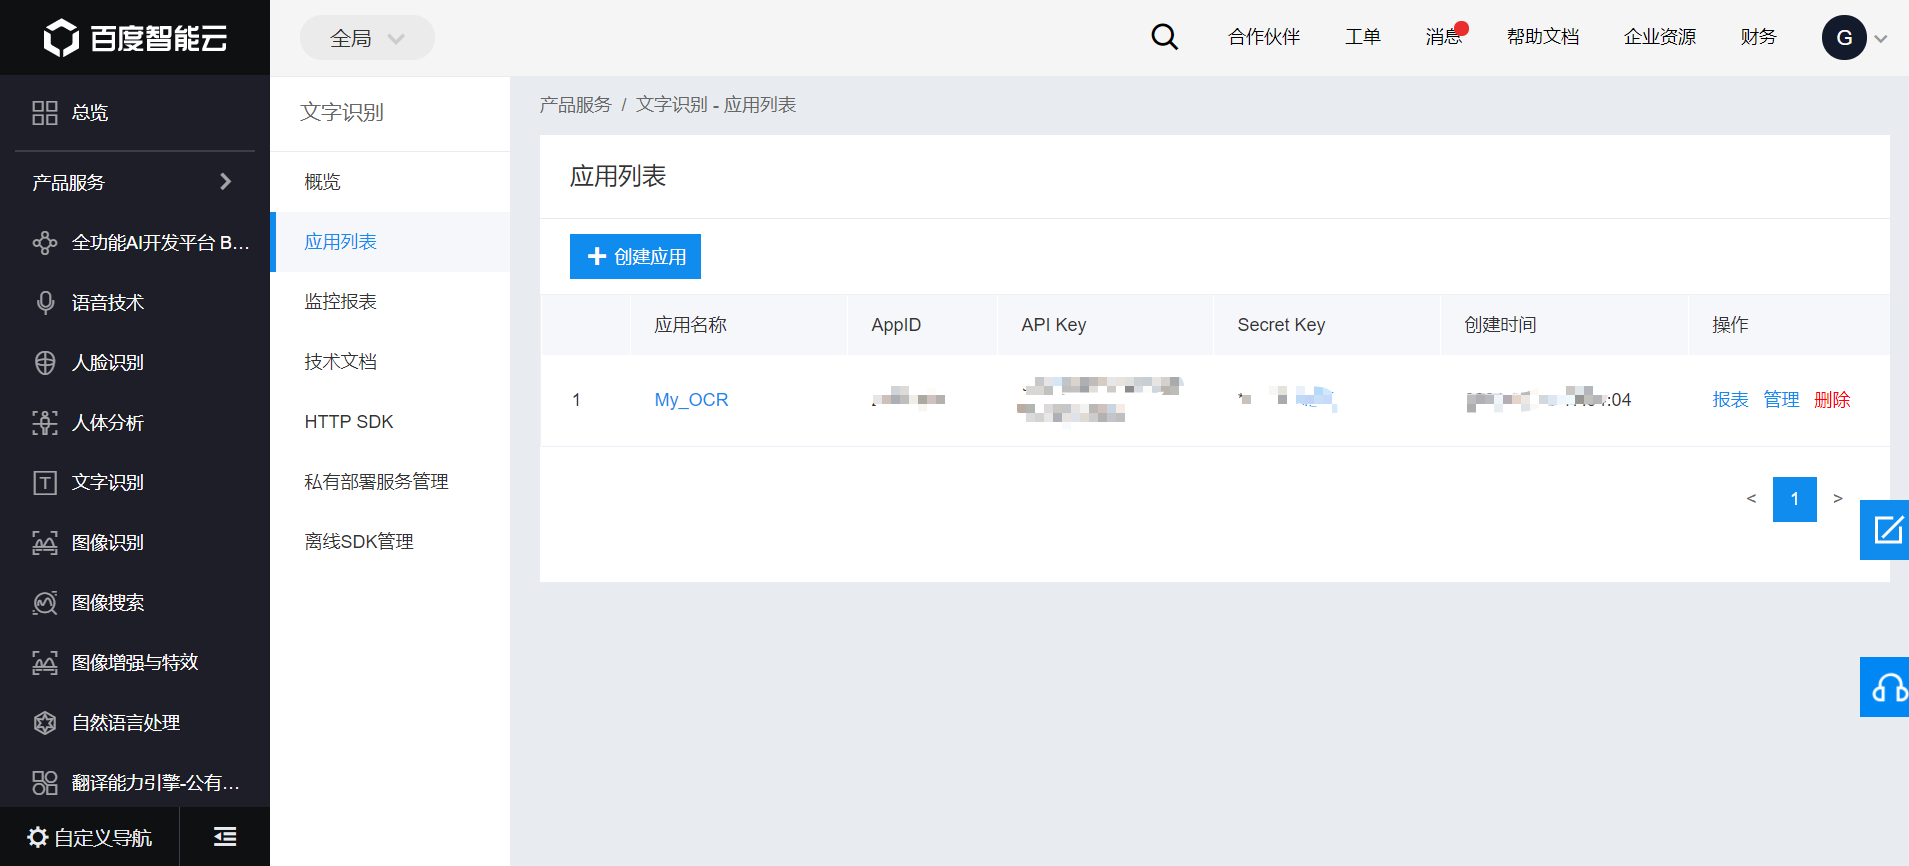 百度智能云
全局
合作伙伴
工单
消息
帮助文档
企业资源
财务
G
总览
产品服务
全功能AI开发平台 B...
语音技术
人脸识别
人体分析
文字识别
图像识别
图像搜索
图像增强与特效
自然语言处理
翻译能力引擎-公有...
自定义导航
文字识别
概览
应用列表
监控报表
技术文档
HTTP SDK
私有部署服务管理
离线SDK管理
产品服务 / 文字识别 - 应用列表
应用列表
+ 创建应用
应用名称 AppID API Key Secret Key 创建时间 操作
1 My_OCR :04 报表 管理 删除
< 1 >